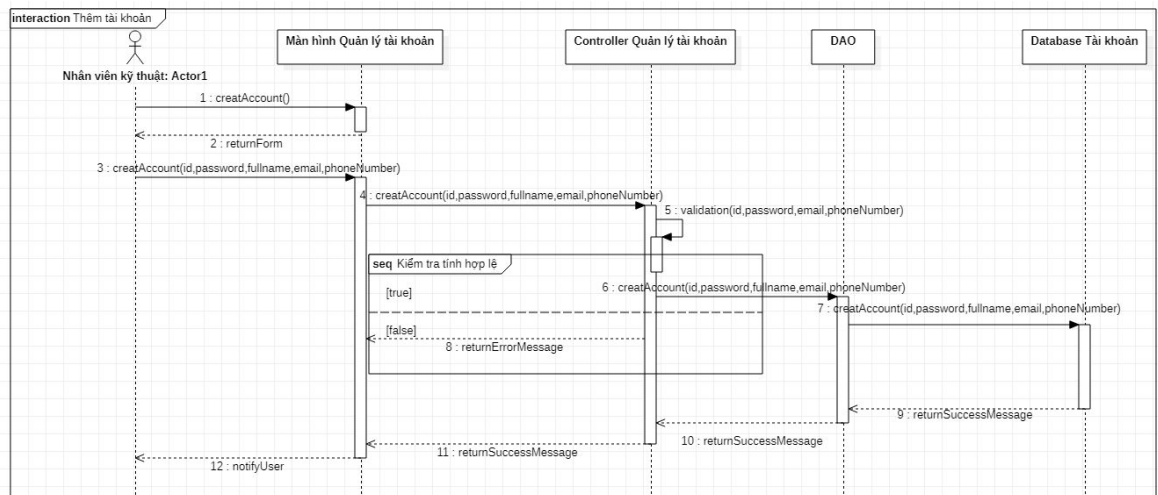 interaction Thêm tài khoản
Màn hình Quản lý tài khoản
Controller Quản lý tài khoản
DAO
Database Tài khoản
Nhân viên kỹ thuật: Actor1
1 : creatAccount()
2 : returnForm
3 : creatAccount(id,password,fullname,email,phoneNumber)
4 : creatAccount(id,password,fullname,email,phoneNumber)
5 : validation(id,password,email,phoneNumber)
seq Kiểm tra tính hợp lệ
6 : creatAccount(id,password,fullname,email,phoneNumber)
[true]
7 : creatAccount(id,password,fullname,email,phoneNumber)
[false]
8 : returnErrorMessage
9 : returnSuccessMessage
10 : returnSuccessMessage
11 : returnSuccessMessage
12 : notifyUser